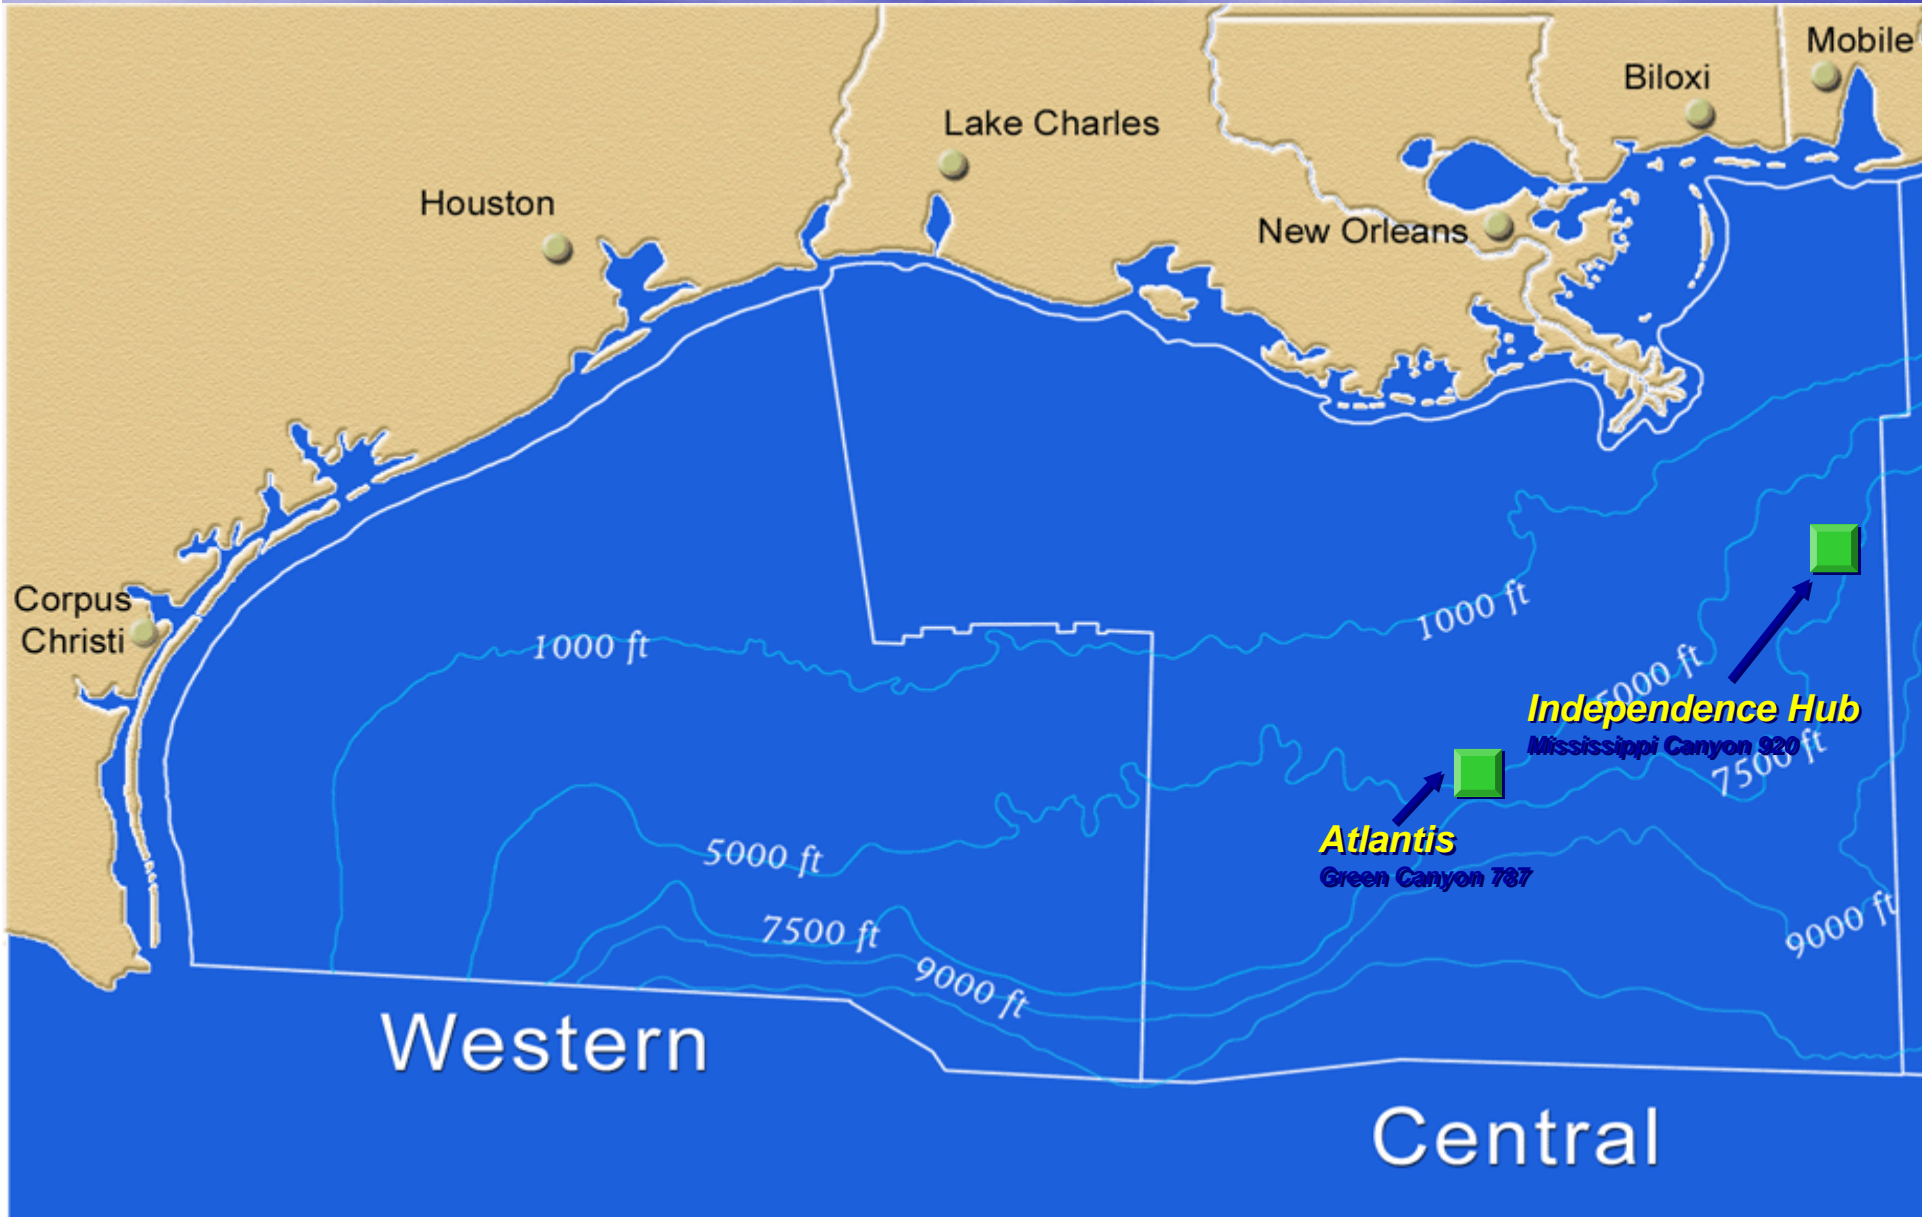 Mobile
Biloxi
Lake Charles
Houston
New Orleans
Corpus
Christi
1000 ft
1000 ft
5000 ft
Independence Hub
Mississippi Canyon 920
7500 ft
Atlantis
Green Canyon 787
5000 ft
7500 ft
9000 ft
9000 ft
Western
Central